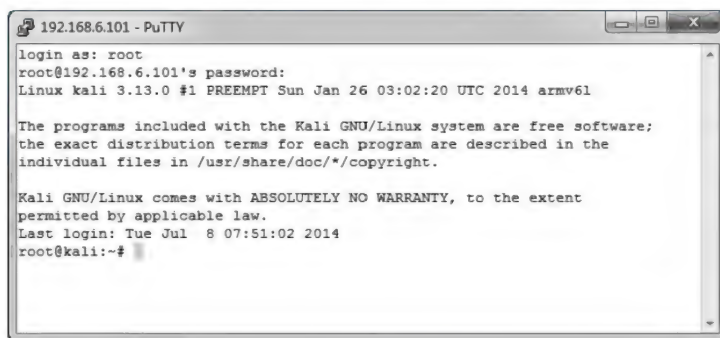 192.168.6.101 - PuTTY
login as: root
root@192.168.6.101's password:
Linux kali 3.13.0 #1 PREEMPT Sun Jan 26 03:02:20 UTC 2014 armv6l
The programs included with the Kali GNU/Linux system are free software;
the exact distribution terms for each program are described in the
individual files in /usr/share/doc/*/copyright.
Kali GNU/Linux comes with ABSOLUTELY NO WARRANTY, to the extent
permitted by applicable law.
Last login: Tue Jul  8 07:51:02 2014
root@kali:~#